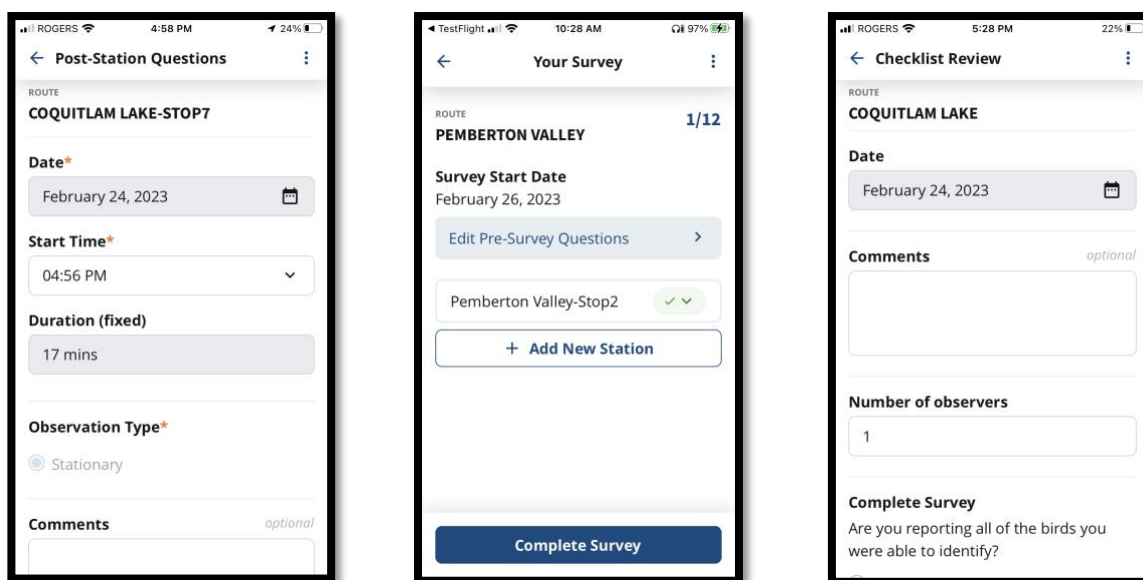 ROGERS 4:58 PM 24%
Post-Station Questions
ROUTE
COQUITLAM LAKE-STOP7
Date*
February 24, 2023
Start Time*
04:56 PM
Duration (fixed)
17 mins
Observation Type*
Stationary
Comments optional
TestFlight 10:28 AM 97%
Your Survey
ROUTE
PEMBERTON VALLEY 1/12
Survey Start Date
February 26, 2023
Edit Pre-Survey Questions
Pemberton Valley-Stop2
+ Add New Station
Complete Survey
ROGERS 5:28 PM 22%
Checklist Review
ROUTE
COQUITLAM LAKE
Date
February 24, 2023
Comments optional
Number of observers
1
Complete Survey
Are you reporting all of the birds you
were able to identify?